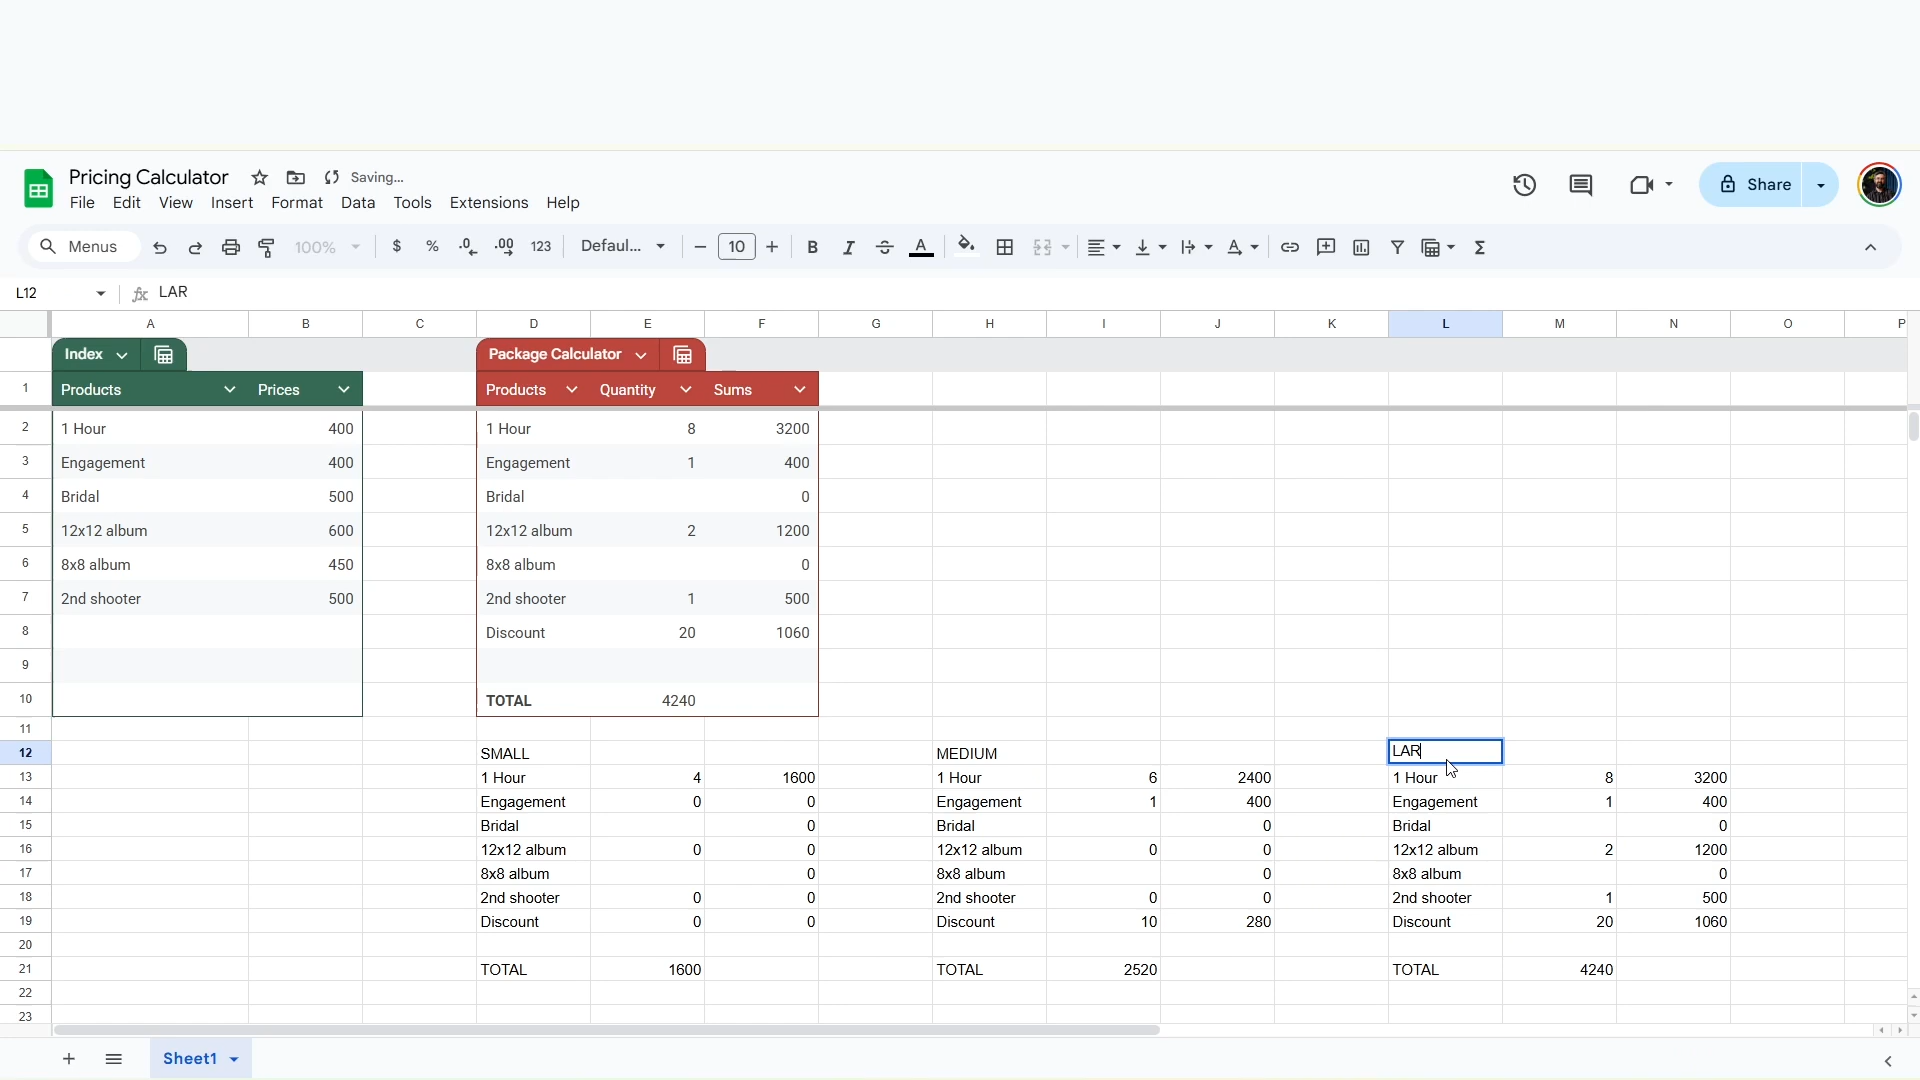 Pricing Calculator Saving...
File Edit View Insert Format Data Tools Extensions Help
Share
Menus 100% $ % .0 .00 123 Defaul... 10 B I S A
L12 fx LAR
A B C D E F G H I J K L M N O P
Index Package Calculator
1 Products Prices Products Quantity Sums
2 1 Hour 400 1 Hour 8 3200
3 Engagement 400 Engagement 1 400
4 Bridal 500 Bridal 0
5 12x12 album 600 12x12 album 2 1200
6 8x8 album 450 8x8 album 0
7 2nd shooter 500 2nd shooter 1 500
8 Discount 20 1060
9
10 TOTAL 4240
11
12 SMALL MEDIUM LAR
13 1 Hour 4 1600 1 Hour 6 2400 1 Hour 8 3200
14 Engagement 0 0 Engagement 1 400 Engagement 1 400
15 Bridal 0 Bridal 0 Bridal 0
16 12x12 album 0 0 12x12 album 0 0 12x12 album 2 1200
17 8x8 album 0 8x8 album 0 8x8 album 0
18 2nd shooter 0 0 2nd shooter 0 0 2nd shooter 1 500
19 Discount 0 0 Discount 10 280 Discount 20 1060
20
21 TOTAL 1600 TOTAL 2520 TOTAL 4240
22
23
Sheet1